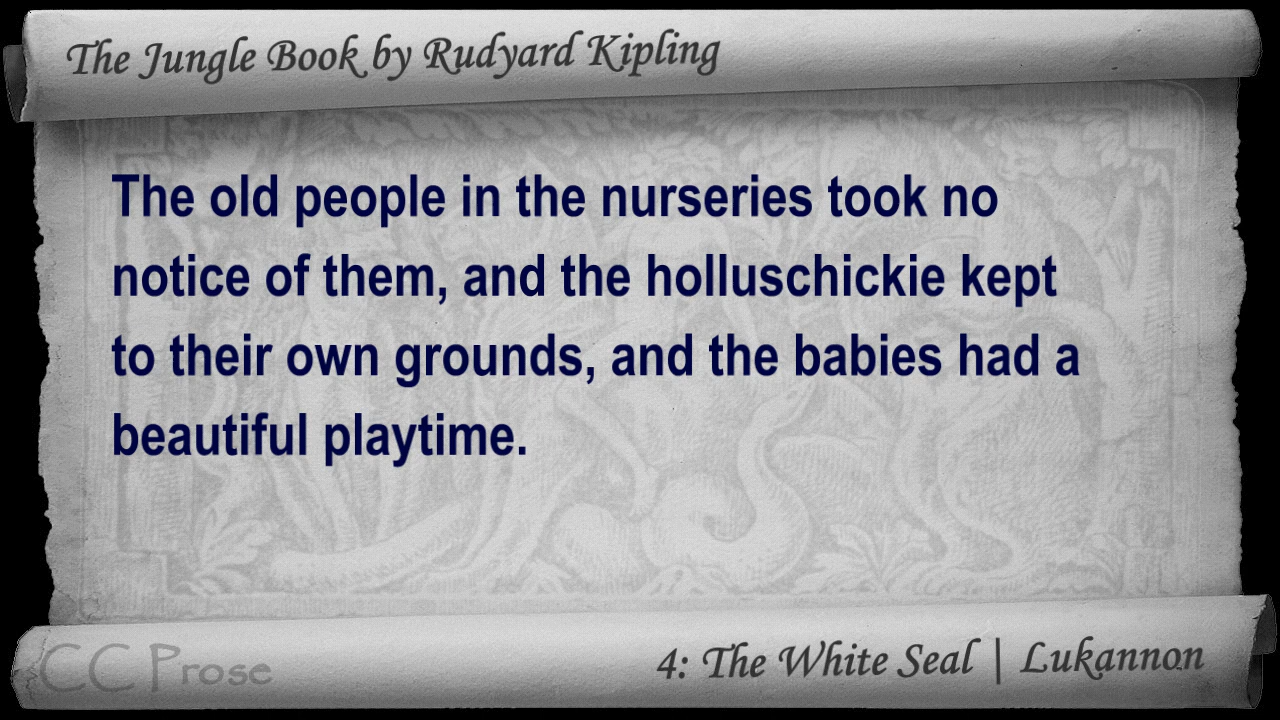 The Jungle Book by Rudyard Kipling
The old people in the nurseries took no
notice of them, and the holluschickie kept
to their own grounds, and the babies had a
beautiful playtime.
CC Prose
4: The White Seal | Lukannon